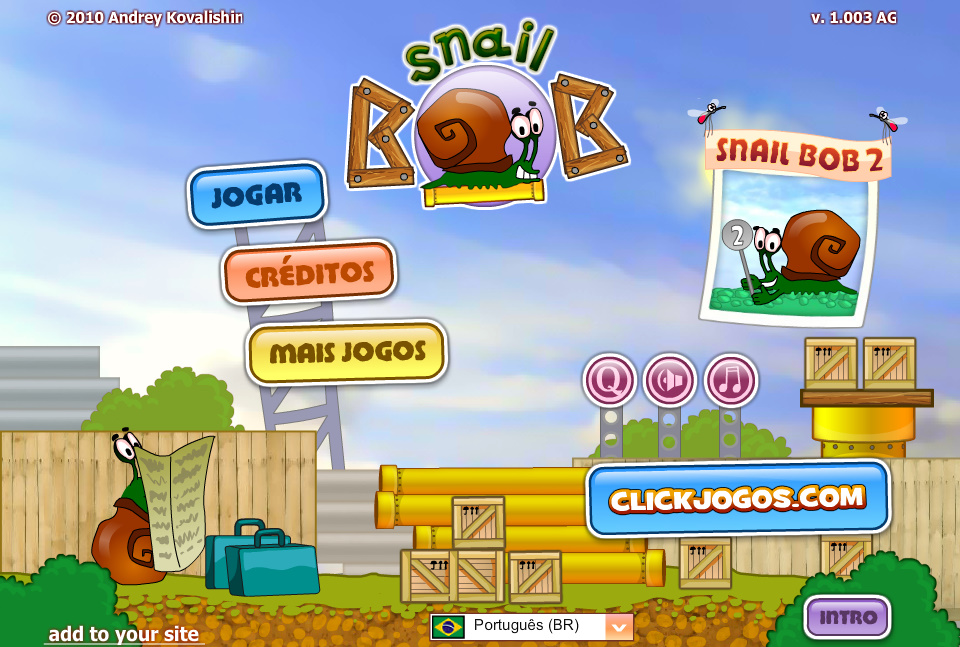 © 2010 Andrey Kovalishin
v. 1.003 AG
snail
BOB
SNAIL BOB 2
2
JOGAR
CRÉDITOS
MAIS JOGOS
Q
CLICKJOGOS.COM
INTRO
add to your site
Português (BR)